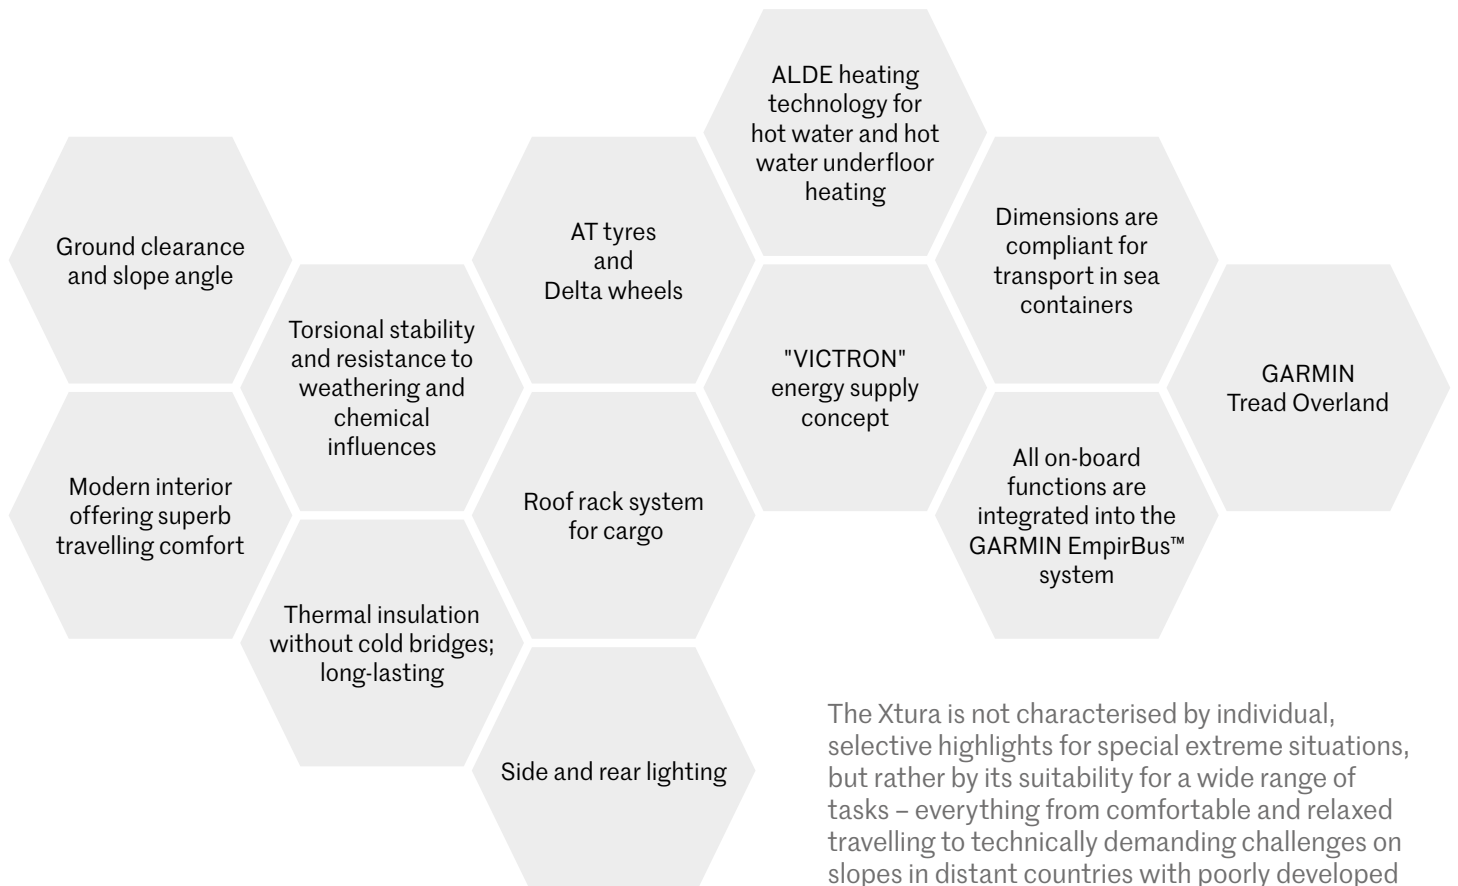 ALDE heating
technology for
hot water and hot
water underfloor
heating
Ground clearance
and slope angle
AT tyres
and
Delta wheels
Dimensions are
compliant for
transport in sea
containers
Torsional stability
and resistance to
weathering and
chemical
influences
"VICTRON"
energy supply
concept
GARMIN
Tread Overland
Modern interior
offering superb
travelling comfort
Roof rack system
for cargo
All on-board
functions are
integrated into the
GARMIN EmpirBus™
system
Thermal insulation
without cold bridges;
long-lasting
Side and rear lighting
The Xtura is not characterised by individual,
selective highlights for special extreme situations,
but rather by its suitability for a wide range of
tasks – everything from comfortable and relaxed
travelling to technically demanding challenges on
slopes in distant countries with poorly developed